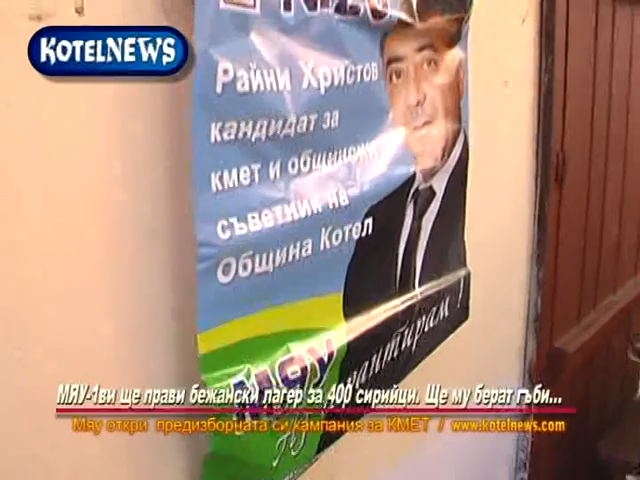 KOTELNEWS
Райни Христов
кандидат за
кмет и общински
съветник на
Община Котел
Мяу
МЯУ-1ви ще прави бежански лагер за 400 сирийци. Ще му берат гъби...
Мяу откри предизборната си кампания за КМЕТ / www.kotelnews.com